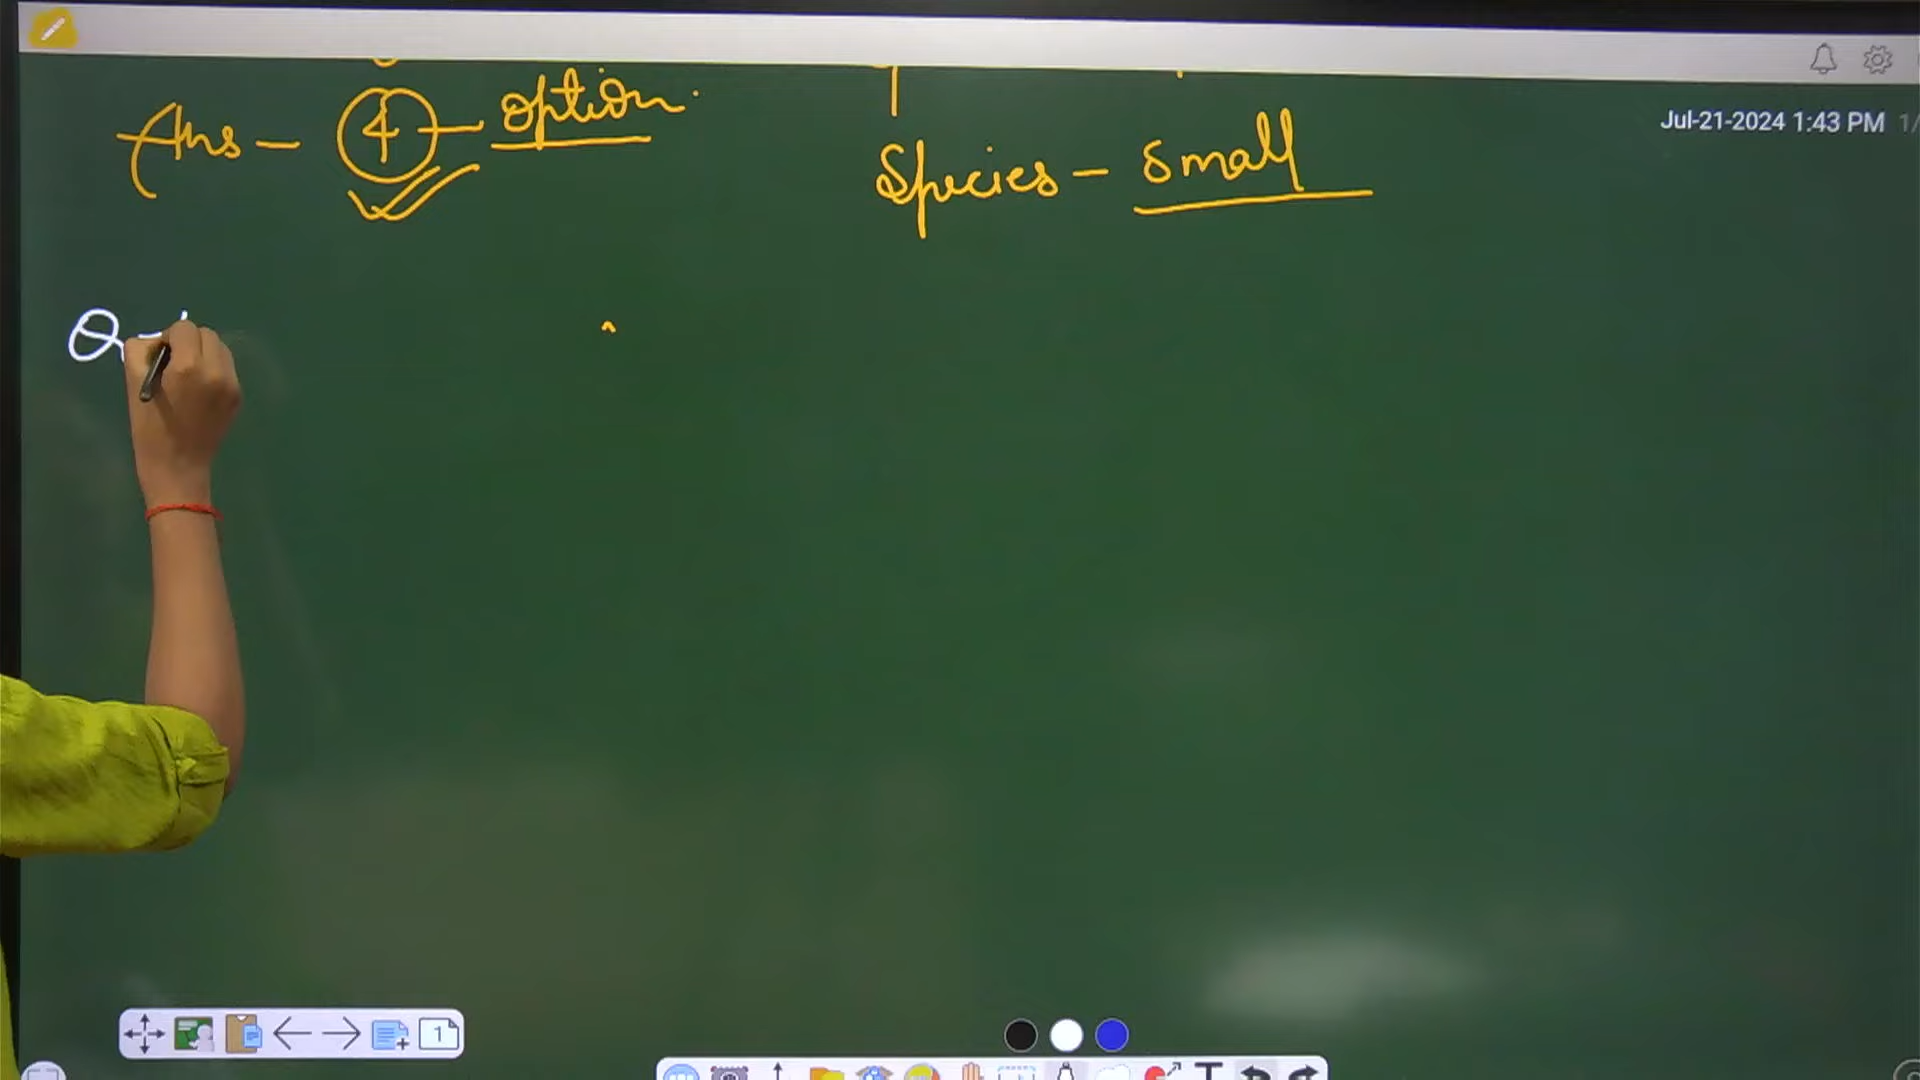 Jul-21-2024 1:43 PM
Ans - 4 - option.
Species - small
Q-
1